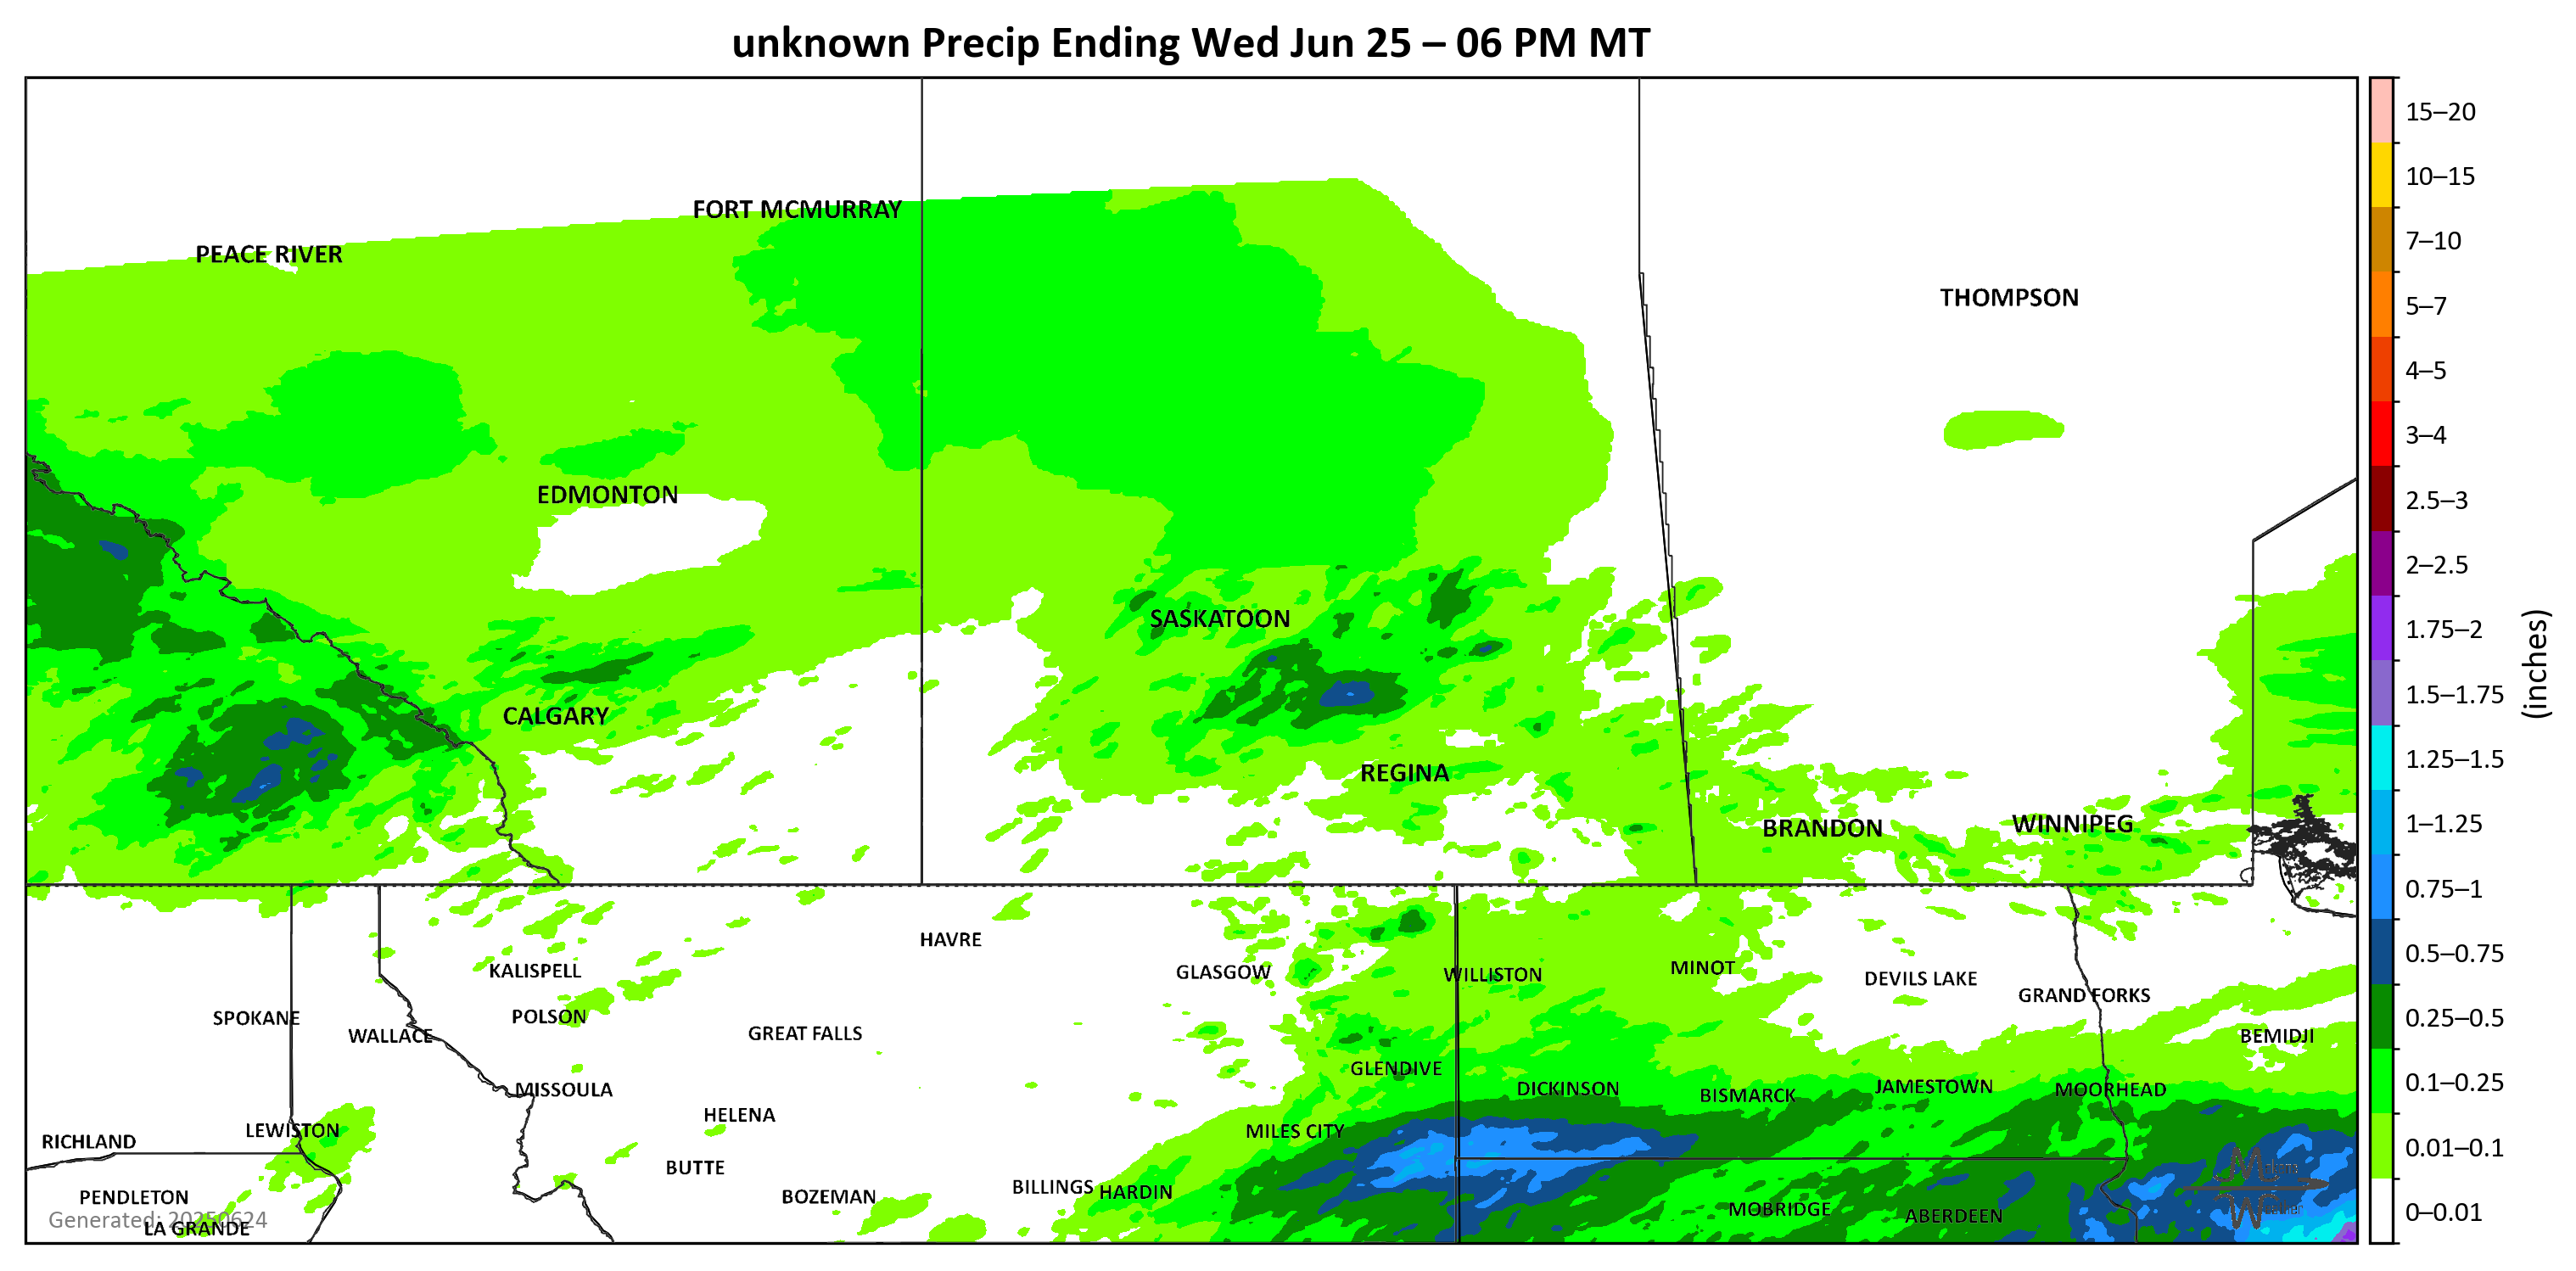 unknown Precip Ending Wed Jun 25 – 06 PM MT
15–20
10–15
FORT MCMURRAY
7–10
PEACE RIVER
THOMPSON
5–7
4–5
3–4
EDMONTON
2.5–3
2–2.5
SASKATOON
1.75–2
(inches)
1.5–1.75
CALGARY
1.25–1.5
REGINA
1–1.25
BRANDON
WINNIPEG
0.75–1
HAVRE
0.5–0.75
KALISPELL
GLASGOW
WILLISTON
MINOT
DEVILS LAKE
GRAND FORKS
SPOKANE
POLSON
0.25–0.5
WALLACE
GREAT FALLS
BEMIDJI
GLENDIVE
0.1–0.25
MISSOULA
DICKINSON
BISMARCK
JAMESTOWN
MOORHEAD
HELENA
LEWISTON
MILES CITY
RICHLAND
0.01–0.1
BUTTE
PENDLETON
BOZEMAN
BILLINGS
HARDIN
MOBRIDGE
ABERDEEN
0–0.01
Generated: 20250624
LA GRANDE